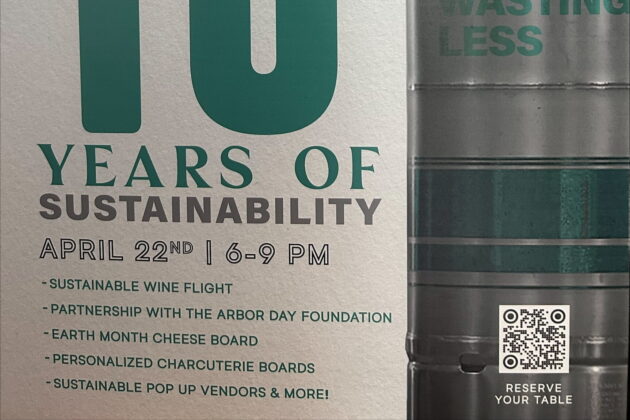 10
YEARS OF
SUSTAINABILITY
APRIL 22ND | 6-9 PM
-SUSTAINABLE WINE FLIGHT
-PARTNERSHIP WITH THE ARBOR DAY FOUNDATION
-EARTH MONTH CHEESE BOARD
-PERSONALIZED CHARCUTERIE BOARDS
-SUSTAINABLE POP UP VENDORS & MORE!
WASTING
LESS
RESERVE
YOUR TABLE